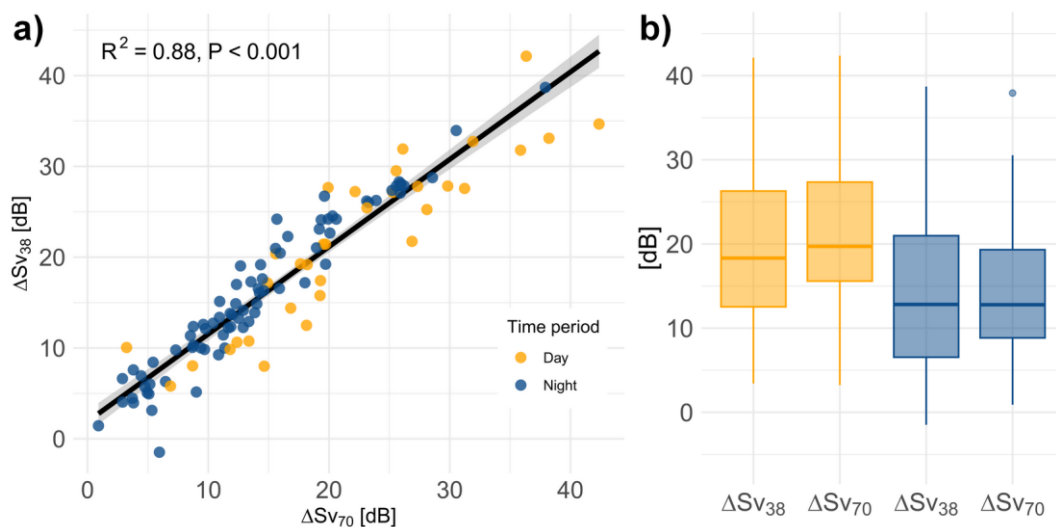 a)
R² = 0.88, P < 0.001
ΔSv₃₈ [dB]
40
30
20
10
0
0 10 20 30 40
ΔSv₇₀ [dB]
Time period
Day
Night
b)
[dB]
40
30
20
10
0
ΔSv₃₈ ΔSv₇₀ ΔSv₃₈ ΔSv₇₀